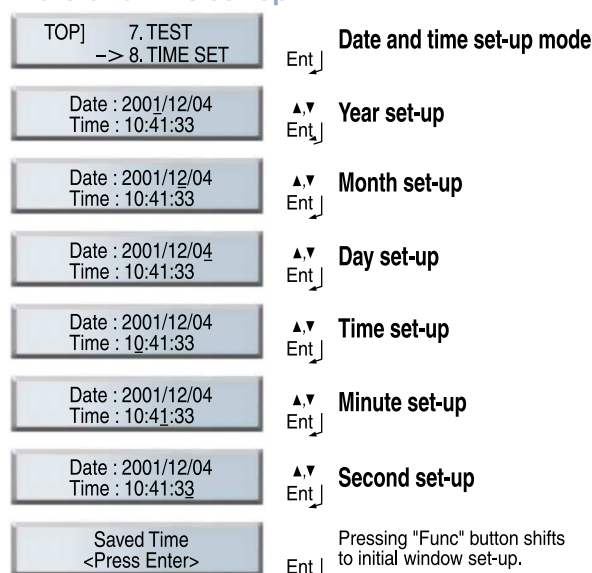 TOP] 7. TEST
–> 8. TIME SET
Ent
Date and time set-up mode
Date : 2001/12/04
Time : 10:41:33
▲,▼
Ent
Year set-up
Date : 2001/12/04
Time : 10:41:33
▲,▼
Ent
Month set-up
Date : 2001/12/04
Time : 10:41:33
▲,▼
Ent
Day set-up
Date : 2001/12/04
Time : 10:41:33
▲,▼
Ent
Time set-up
Date : 2001/12/04
Time : 10:41:33
▲,▼
Ent
Minute set-up
Date : 2001/12/04
Time : 10:41:33
▲,▼
Ent
Second set-up
Saved Time
<Press Enter>
Ent
Pressing "Func" button shifts
to initial window set-up.